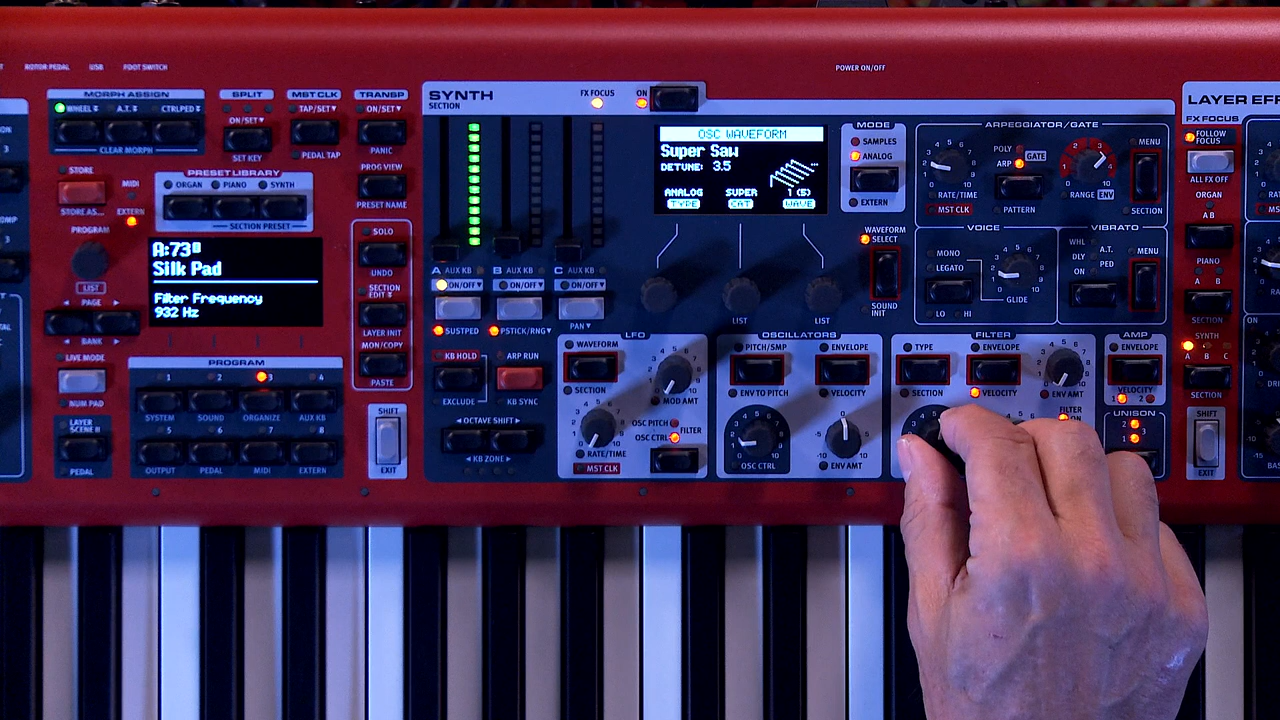 ROTOR PEDAL USB FOOT SWITCH
POWER ON/OFF
MORPH ASSIGN
WHEEL A.T. CTRLPED
CLEAR MORPH
SPLIT
ON/SET
SET KEY
MST CLK
TAP/SET
PEDAL TAP
TRANSP
ON/SET
PANIC
STORE
STORE AS...
MIDI
EXTERN
PRESET LIBRARY
ORGAN PIANO SYNTH
SECTION PRESET
PROG VIEW
PRESET NAME
PROGRAM
LIST
PAGE
BANK
A:73
Silk Pad
Filter Frequency
932 Hz
SOLO
UNDO
SECTION
EDIT
LAYER INIT
MON/COPY
PASTE
LIVE MODE
NUM PAD
LAYER
SCENE II
PEDAL
PROGRAM
1 2 3 4
SYSTEM SOUND ORGANIZE AUX KB
5 6 7 8
OUTPUT PEDAL MIDI EXTERN
SHIFT
EXIT
SYNTH
SECTION
FX FOCUS
ON
A AUX KB B AUX KB C AUX KB
ON/OFF ON/OFF ON/OFF
SUSTPED PSTICK/RNG PAN
KB HOLD ARP RUN
EXCLUDE KB SYNC
OCTAVE SHIFT
KB ZONE
OSC WAVEFORM
Super Saw
DETUNE: 3.5
ANALOG SUPER 1 (5)
TYPE CAT WAVE
LIST LIST
MODE
SAMPLES
ANALOG
EXTERN
WAVEFORM
SELECT
SOUND
INIT
ARPEGGIATOR/GATE
RATE/TIME
MST CLK
POLY
ARP GATE
PATTERN
RANGE ENV
MENU
SECTION
VOICE
MONO
LEGATO
LO HI
GLIDE
VIBRATO
WHL
DLY
ON
A.T.
PED
MENU
LFO
WAVEFORM
SECTION
MOD AMT
RATE/TIME
MST CLK
OSC PITCH
OSC CTRL
FILTER
OSCILLATORS
PITCH/SMP ENVELOPE
ENV TO PITCH VELOCITY
OSC CTRL
ENV AMT
FILTER
TYPE ENVELOPE
SECTION VELOCITY
ENV AMT
FILTER
ON
AMP
ENVELOPE
VELOCITY
1 2
UNISON
3
2
1
LAYER EFF
FX FOCUS
FOLLOW
FOCUS
ALL FX OFF
ORGAN
A B
PIANO
A B
SECTION
SYNTH
A B C
SECTION
SHIFT
EXIT